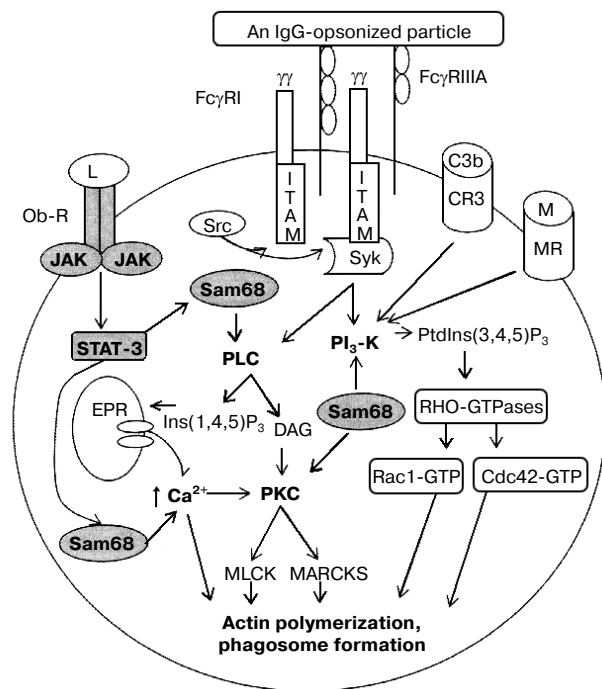 An IgG-opsonized particle
γγ
γγ
FcγRI
FcγRIIIA
L
ITAM
ITAM
C3b
CR3
M
MR
Ob-R
Src
JAK
JAK
Syk
Sam68
STAT-3
PLC
PI₃-K
PtdIns(3,4,5)P₃
EPR
Ins(1,4,5)P₃
DAG
Sam68
RHO-GTPases
Ca²⁺
PKC
Rac1-GTP
Cdc42-GTP
Sam68
MLCK
MARCKS
Actin polymerization,
phagosome formation